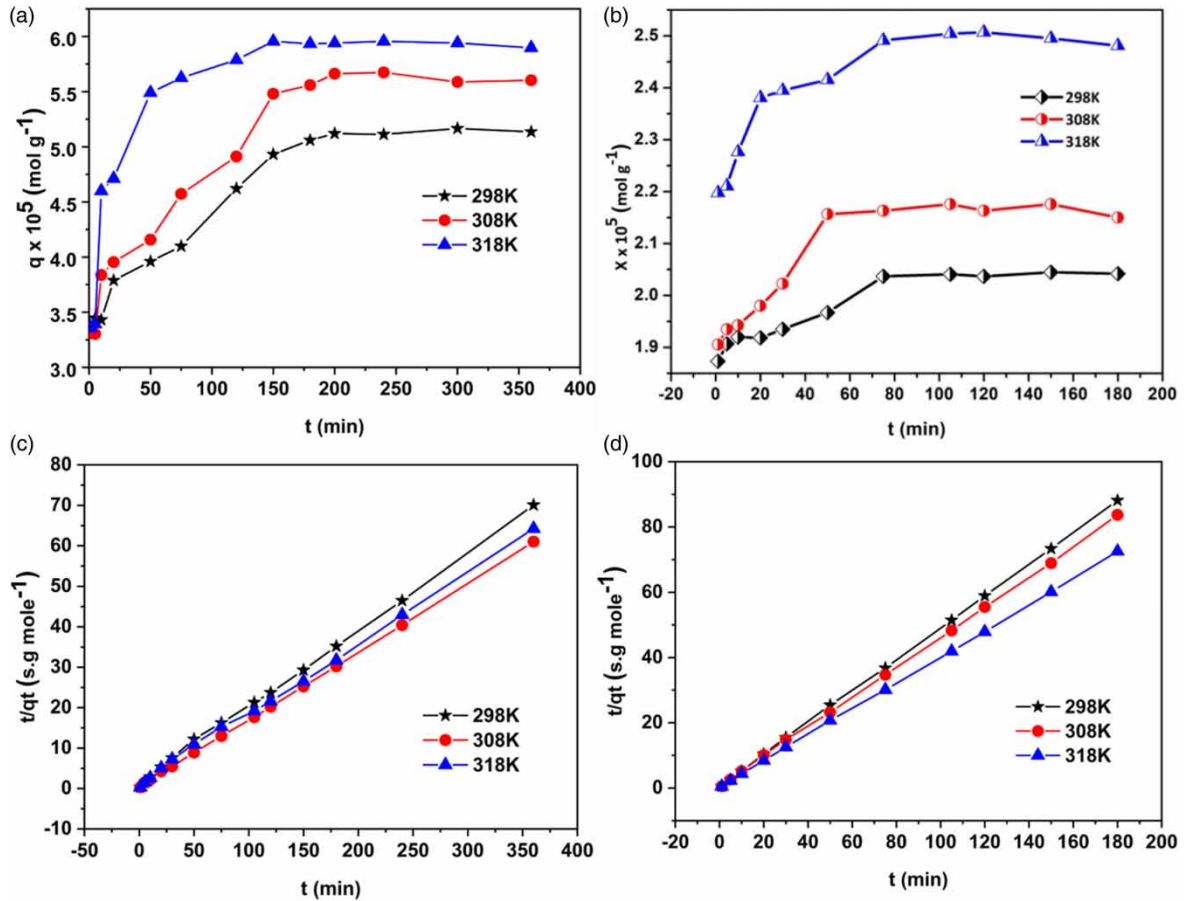 (a)
q x 10⁵ (mol g⁻¹)
6.0
5.5
5.0
4.5
4.0
3.5
3.0
298K
308K
318K
0 50 100 150 200 250 300 350 400
t (min)
(b)
X x 10⁵ (mol g⁻¹)
2.5
2.4
2.3
2.2
2.1
2.0
1.9
298K
308K
318K
-20 0 20 40 60 80 100 120 140 160 180 200
t (min)
(c)
t/qt (s.g mole⁻¹)
80
70
60
50
40
30
20
10
0
-10
298K
308K
318K
-50 0 50 100 150 200 250 300 350 400
t (min)
(d)
t/qt (s.g mole⁻¹)
100
80
60
40
20
0
298K
308K
318K
-20 0 20 40 60 80 100 120 140 160 180 200
t (min)